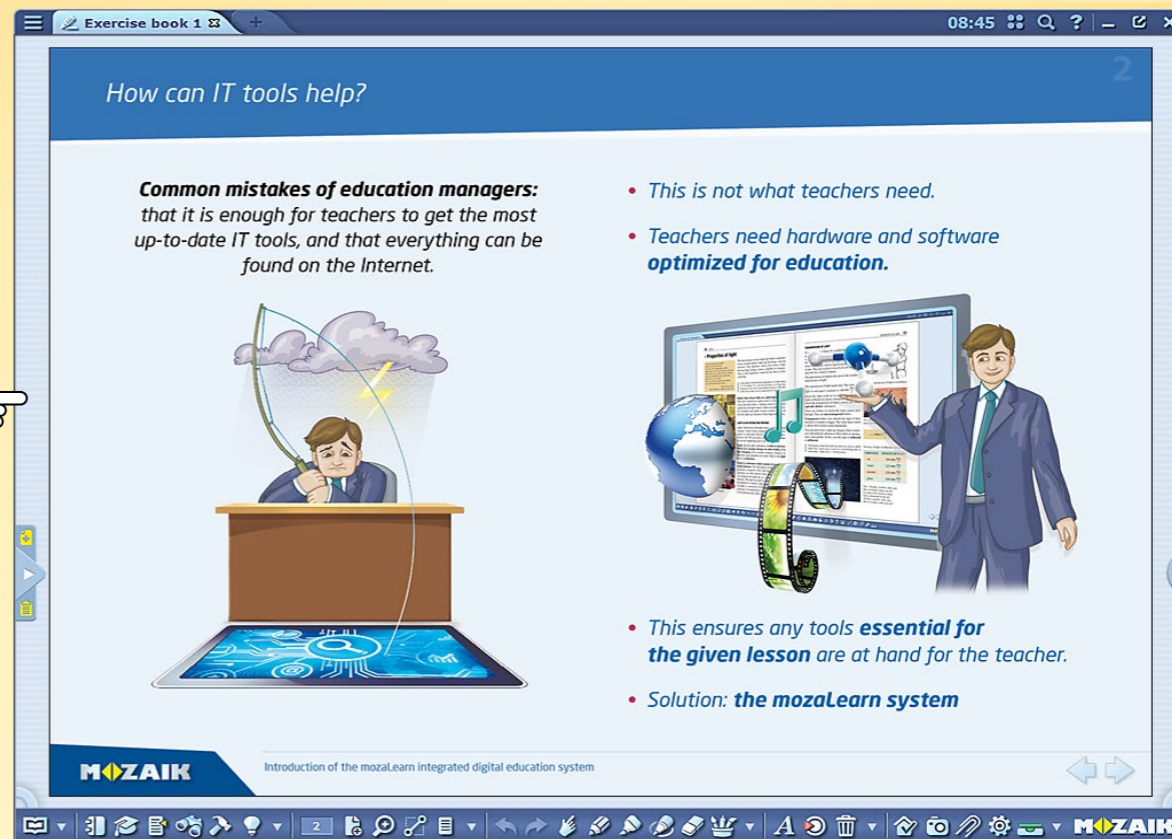 Exercise book 1
08:45
How can IT tools help?
2
Common mistakes of education managers:
that it is enough for teachers to get the most
up-to-date IT tools, and that everything can be
found on the Internet.
• This is not what teachers need.
• Teachers need hardware and software
optimized for education.
Properties of light
• This ensures any tools essential for
the given lesson are at hand for the teacher.
• Solution: the mozaLearn system
MOZAIK
Introduction of the mozaLearn integrated digital education system
2
MOZAIK